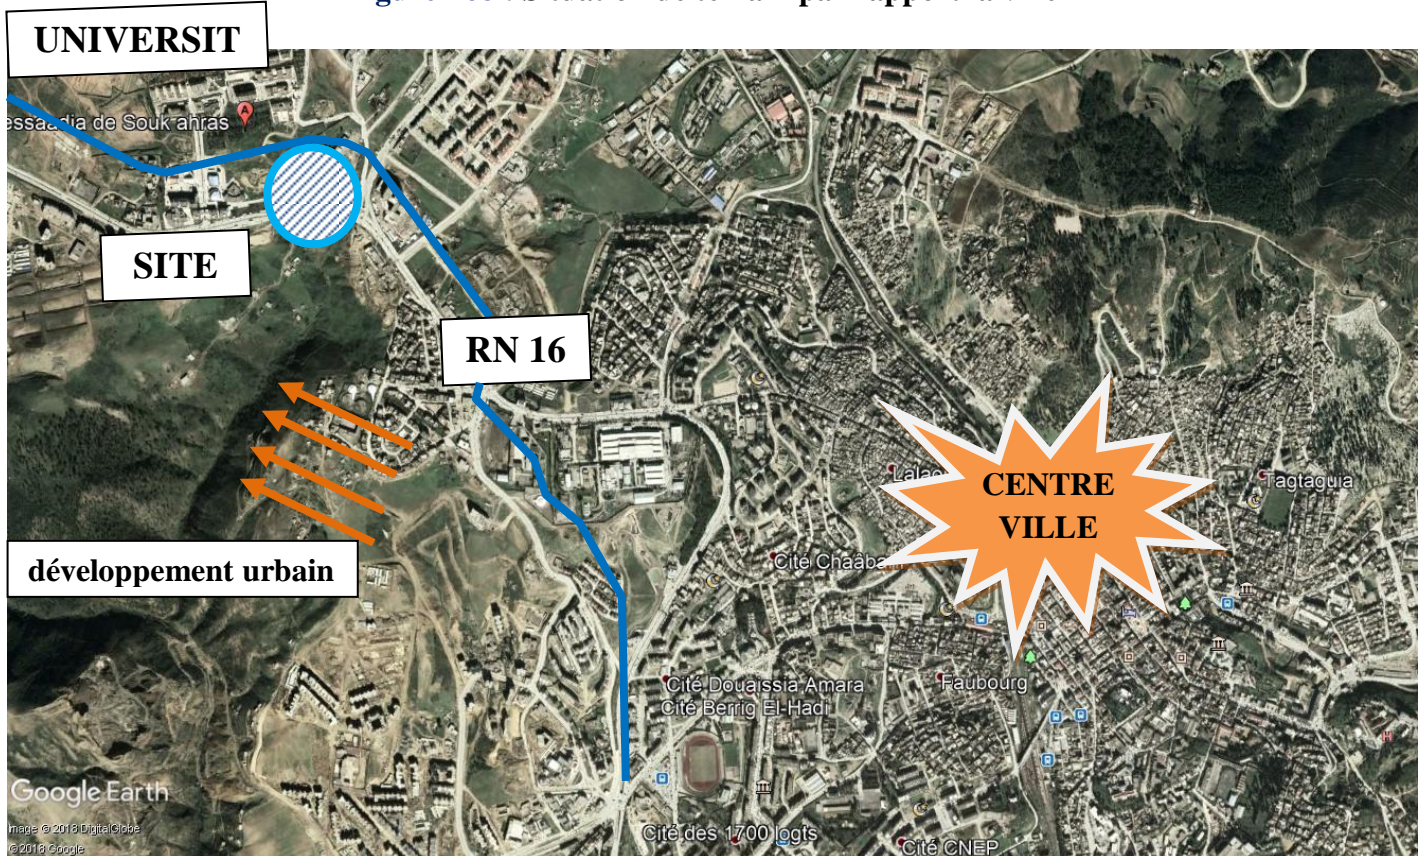 UNIVERSIT
essaadia de Souk ahras
A
SITE
RN 16
développement urbain
CENTRE
VILLE
Tagtaguia
Cité Chaâba
Cité Douaissia Amara
Cité Berrig El-Hadi
Faubourg
H
Google Earth
Image © 2018 DigitalGlobe
© 2018 Google
Cité des 1700 logts
Cité CNEP